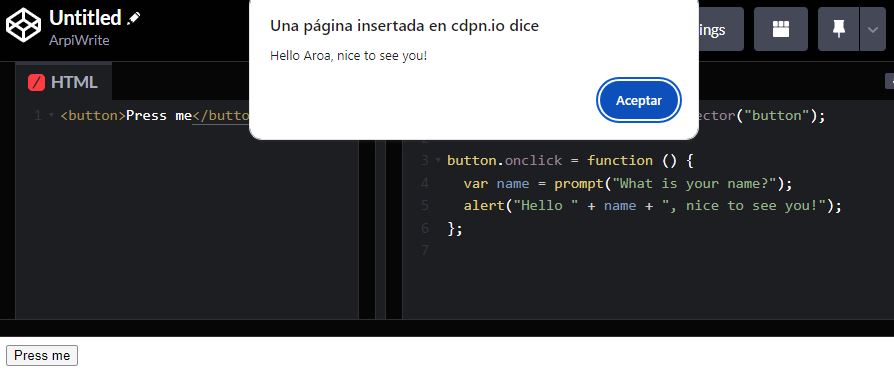 Untitled
ArpiWrite
Una página insertada en cdpn.io dice
Hello Aroa, nice to see you!
Aceptar
ings
HTML
1 <button>Press me</butto
ector("button");
2
3 button.onclick = function () {
4 var name = prompt("What is your name?");
5 alert("Hello " + name + ", nice to see you!");
6 };
7
Press me